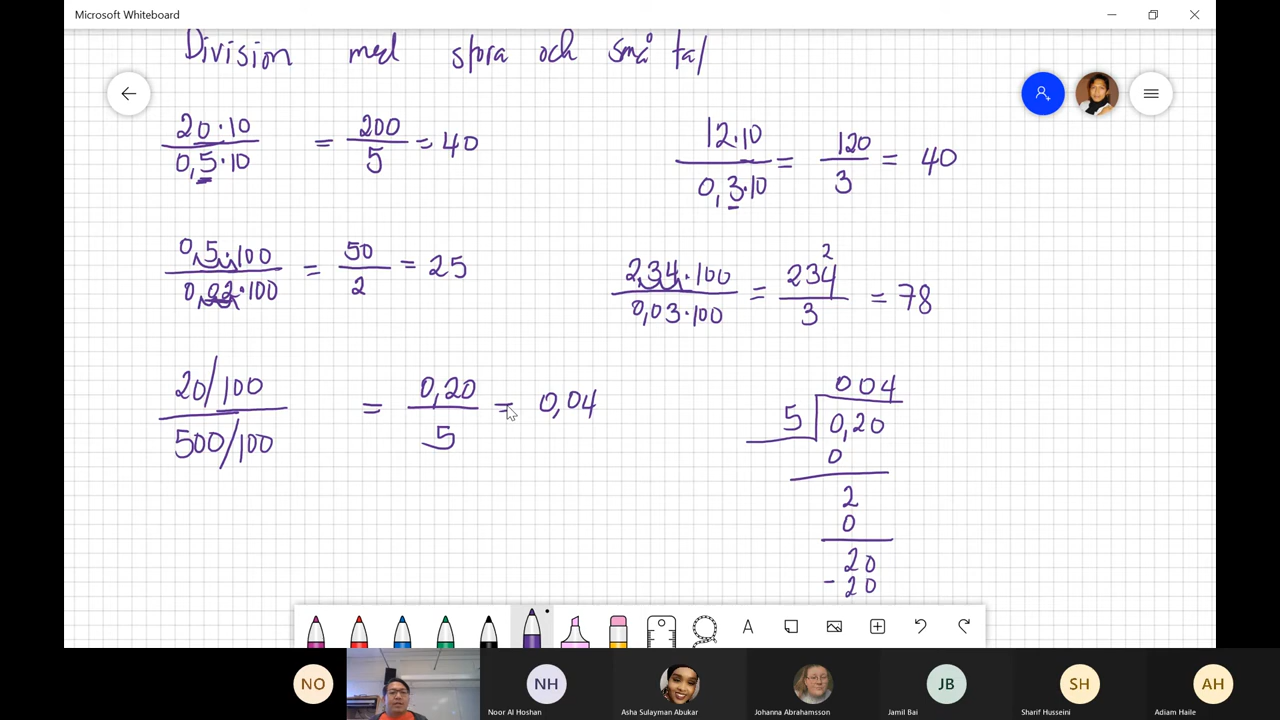 Microsoft Whiteboard
Division med stora och små tal
20·10 / 0,5·10 = 200 / 5 = 40
12·10 / 0,3·10 = 120 / 3 = 40
0,5·100 / 0,02·100 = 50 / 2 = 25
2,34·100 / 0,03·100 = 234 / 3 = 78
2
20/100 / 500/100 = 0,20 / 5 = 0,04
004
5 0,20
0
2
0
20
-20
A
NO
NH
JB
SH
AH
Noor Al Hoshan
Asha Sulayman Abukar
Johanna Abrahamsson
Jamil Bai
Sharif Husseini
Adiam Haile